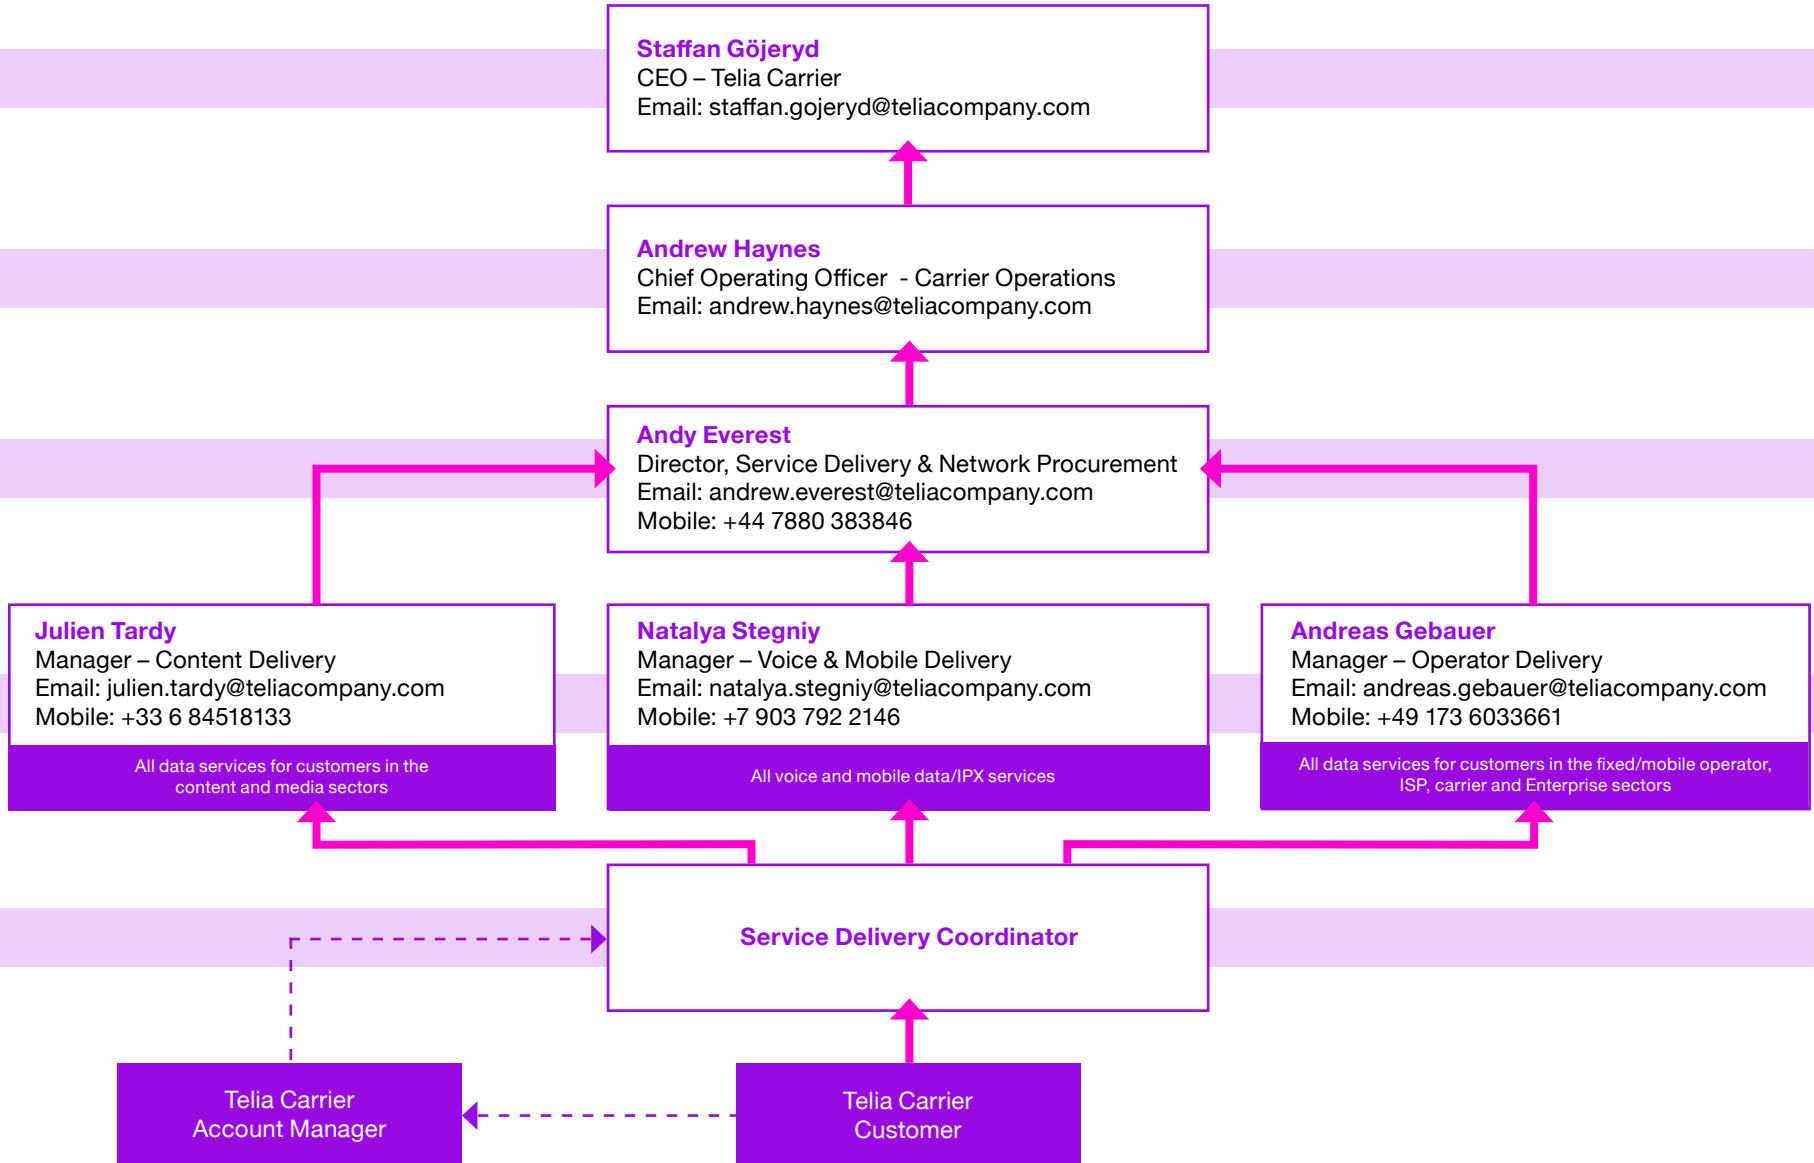 Staffan Göjeryd
CEO – Telia Carrier
Email: staffan.gojeryd@teliacompany.com
Andrew Haynes
Chief Operating Officer - Carrier Operations
Email: andrew.haynes@teliacompany.com
Andy Everest
Director, Service Delivery & Network Procurement
Email: andrew.everest@teliacompany.com
Mobile: +44 7880 383846
Julien Tardy
Manager – Content Delivery
Email: julien.tardy@teliacompany.com
Mobile: +33 6 84518133
All data services for customers in the
content and media sectors
Natalya Stegniy
Manager – Voice & Mobile Delivery
Email: natalya.stegniy@teliacompany.com
Mobile: +7 903 792 2146
All voice and mobile data/IPX services
Andreas Gebauer
Manager – Operator Delivery
Email: andreas.gebauer@teliacompany.com
Mobile: +49 173 6033661
All data services for customers in the fixed/mobile operator,
ISP, carrier and Enterprise sectors
Service Delivery Coordinator
Telia Carrier
Account Manager
Telia Carrier
Customer